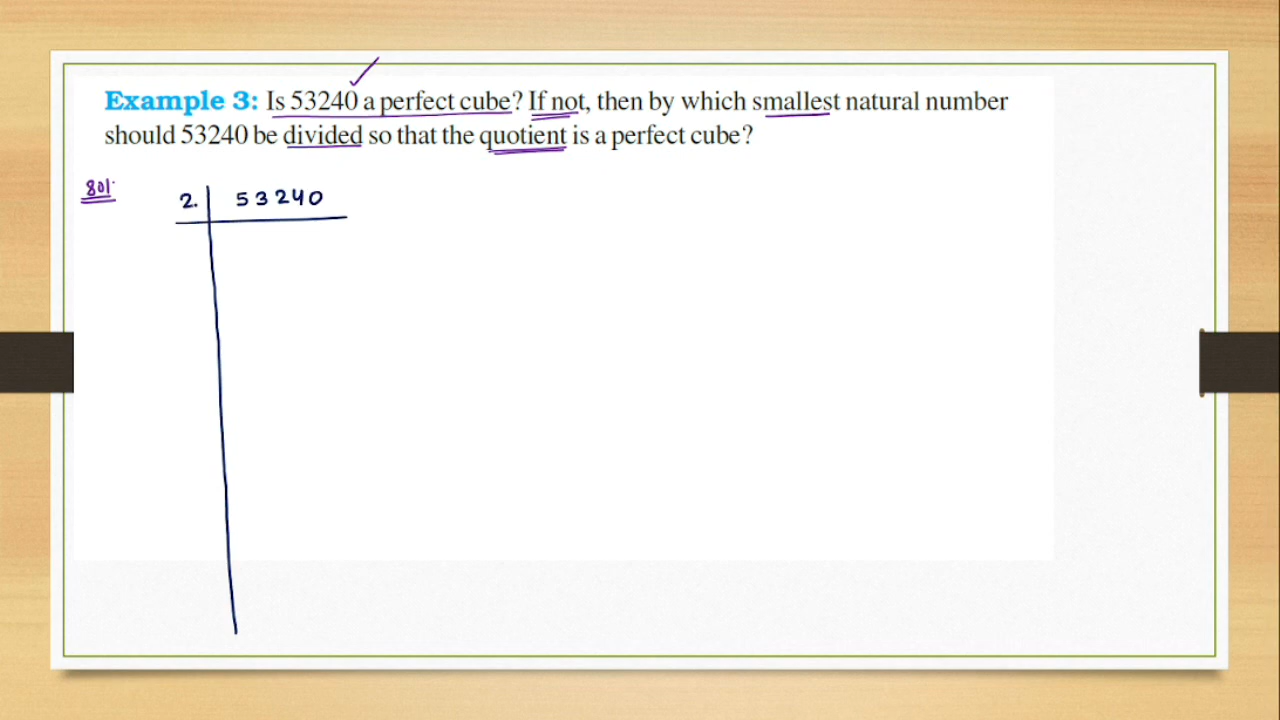 Example 3: Is 53240 a perfect cube? If not, then by which smallest natural number
should 53240 be divided so that the quotient is a perfect cube?
Sol.
2. 53240